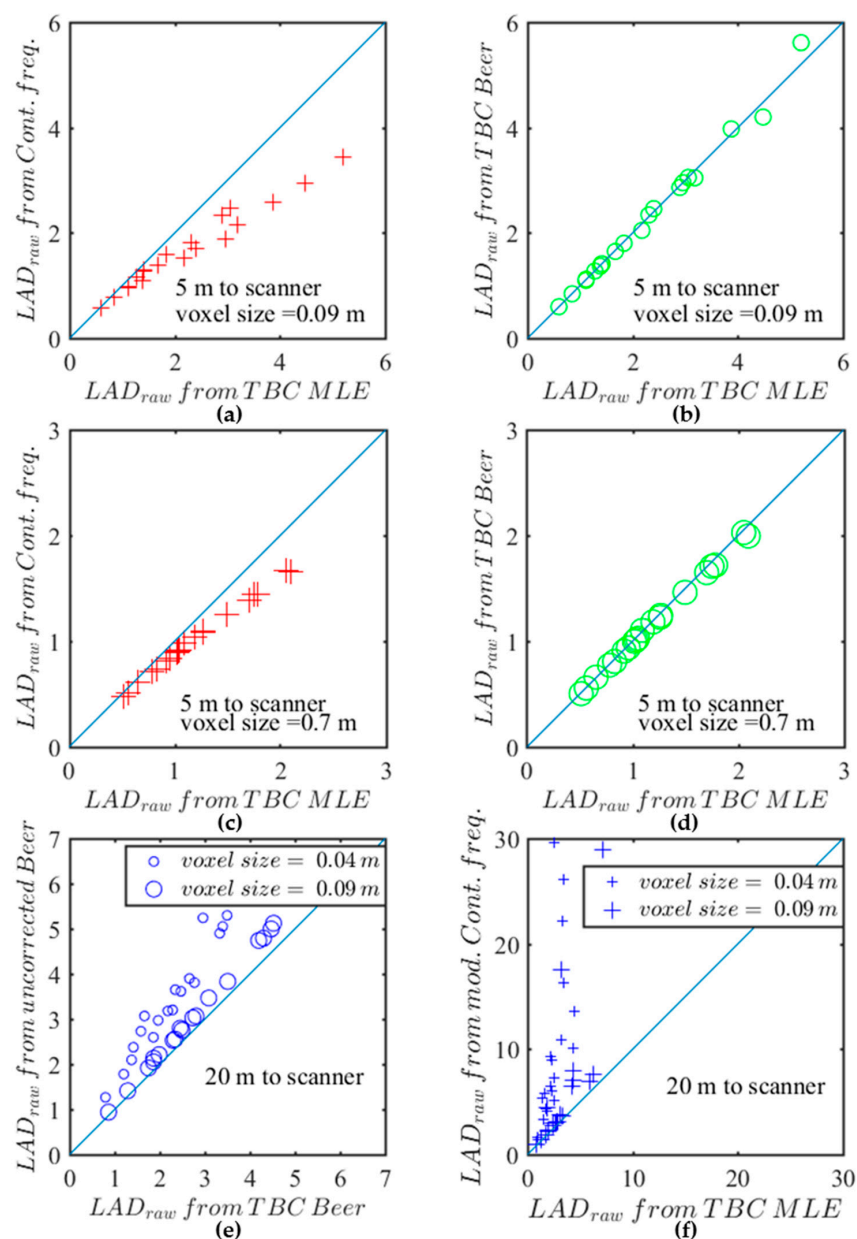 6
4
2
0
0 2 4 6
LAD_raw from Cont. freq.
5 m to scanner
voxel size =0.09 m
LAD_raw from TBC MLE
(a)
6
4
2
0
0 2 4 6
LAD_raw from TBC Beer
5 m to scanner
voxel size =0.09 m
LAD_raw from TBC MLE
(b)
3
2
1
0
0 1 2 3
LAD_raw from Cont. freq.
5 m to scanner
voxel size =0.7 m
LAD_raw from TBC MLE
(c)
3
2
1
0
0 1 2 3
LAD_raw from TBC Beer
5 m to scanner
voxel size =0.7 m
LAD_raw from TBC MLE
(d)
7
6
5
4
3
2
1
0
0 1 2 3 4 5 6 7
LAD_raw from uncorrected Beer
voxel size = 0.04 m
voxel size = 0.09 m
20 m to scanner
LAD_raw from TBC Beer
(e)
30
20
10
0
0 10 20 30
LAD_raw from mod. Cont. freq.
voxel size = 0.04 m
voxel size = 0.09 m
20 m to scanner
LAD_raw from TBC MLE
(f)